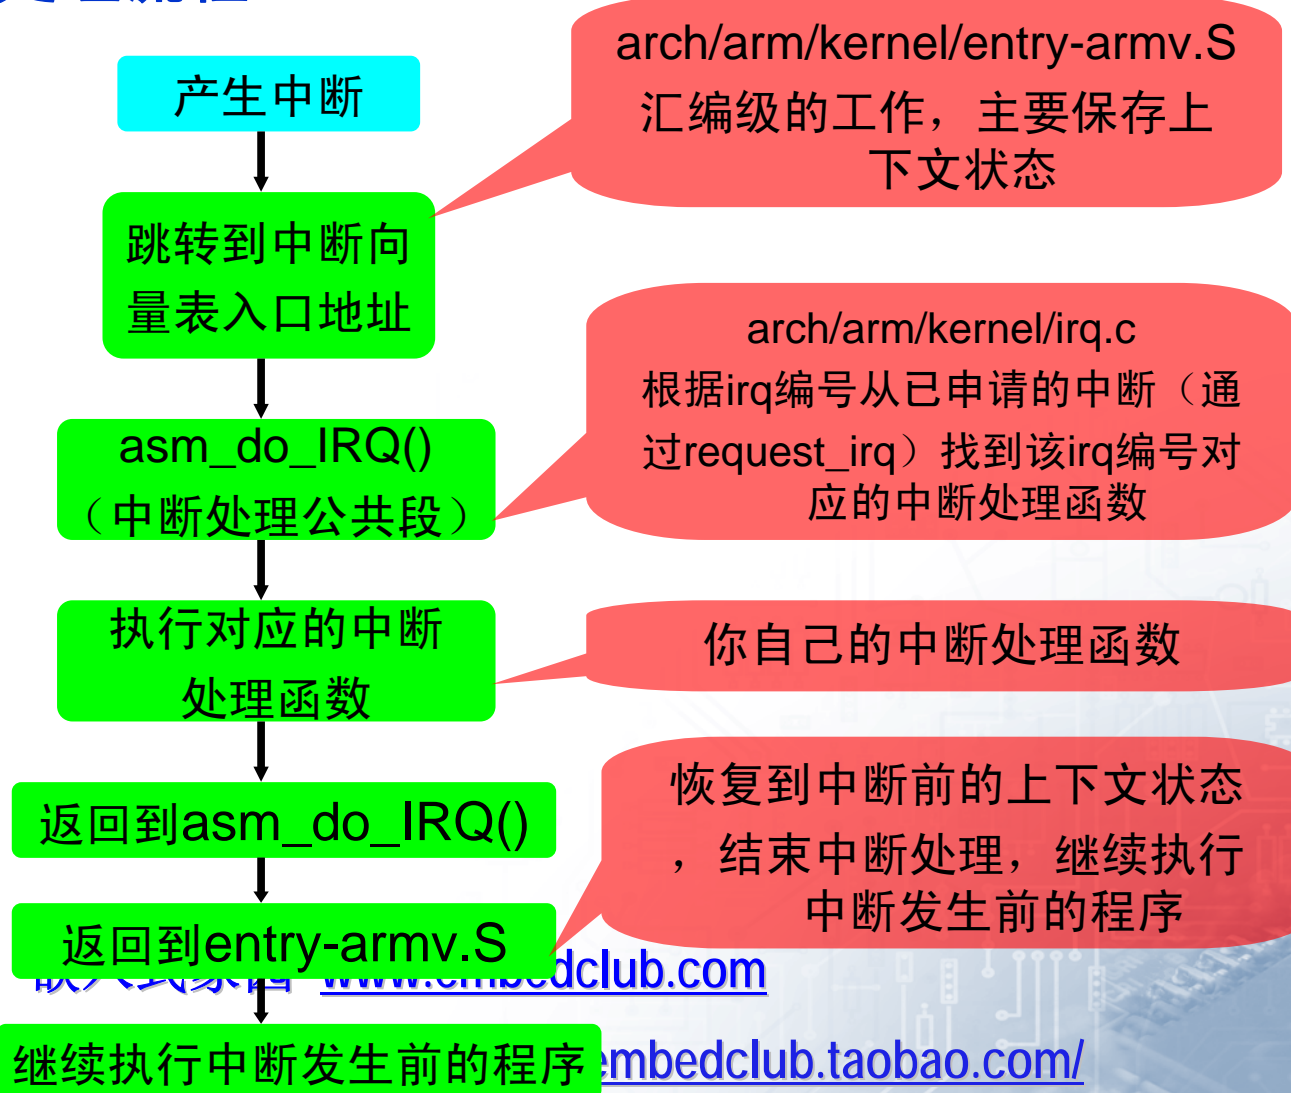 产生中断
arch/arm/kernel/entry-armv.S
汇编级的工作，主要保存上
下文状态
跳转到中断向
量表入口地址
arch/arm/kernel/irq.c
根据irq编号从已申请的中断（通
过request_irq）找到该irq编号对
应的中断处理函数
asm_do_IRQ()
（中断处理公共段）
执行对应的中断
处理函数
你自己的中断处理函数
返回到asm_do_IRQ()
恢复到中断前的上下文状态
，结束中断处理，继续执行
中断发生前的程序
返回到entry-armv.S
嵌入式家园 www.embedclub.com
继续执行中断发生前的程序
embedclub.taobao.com/